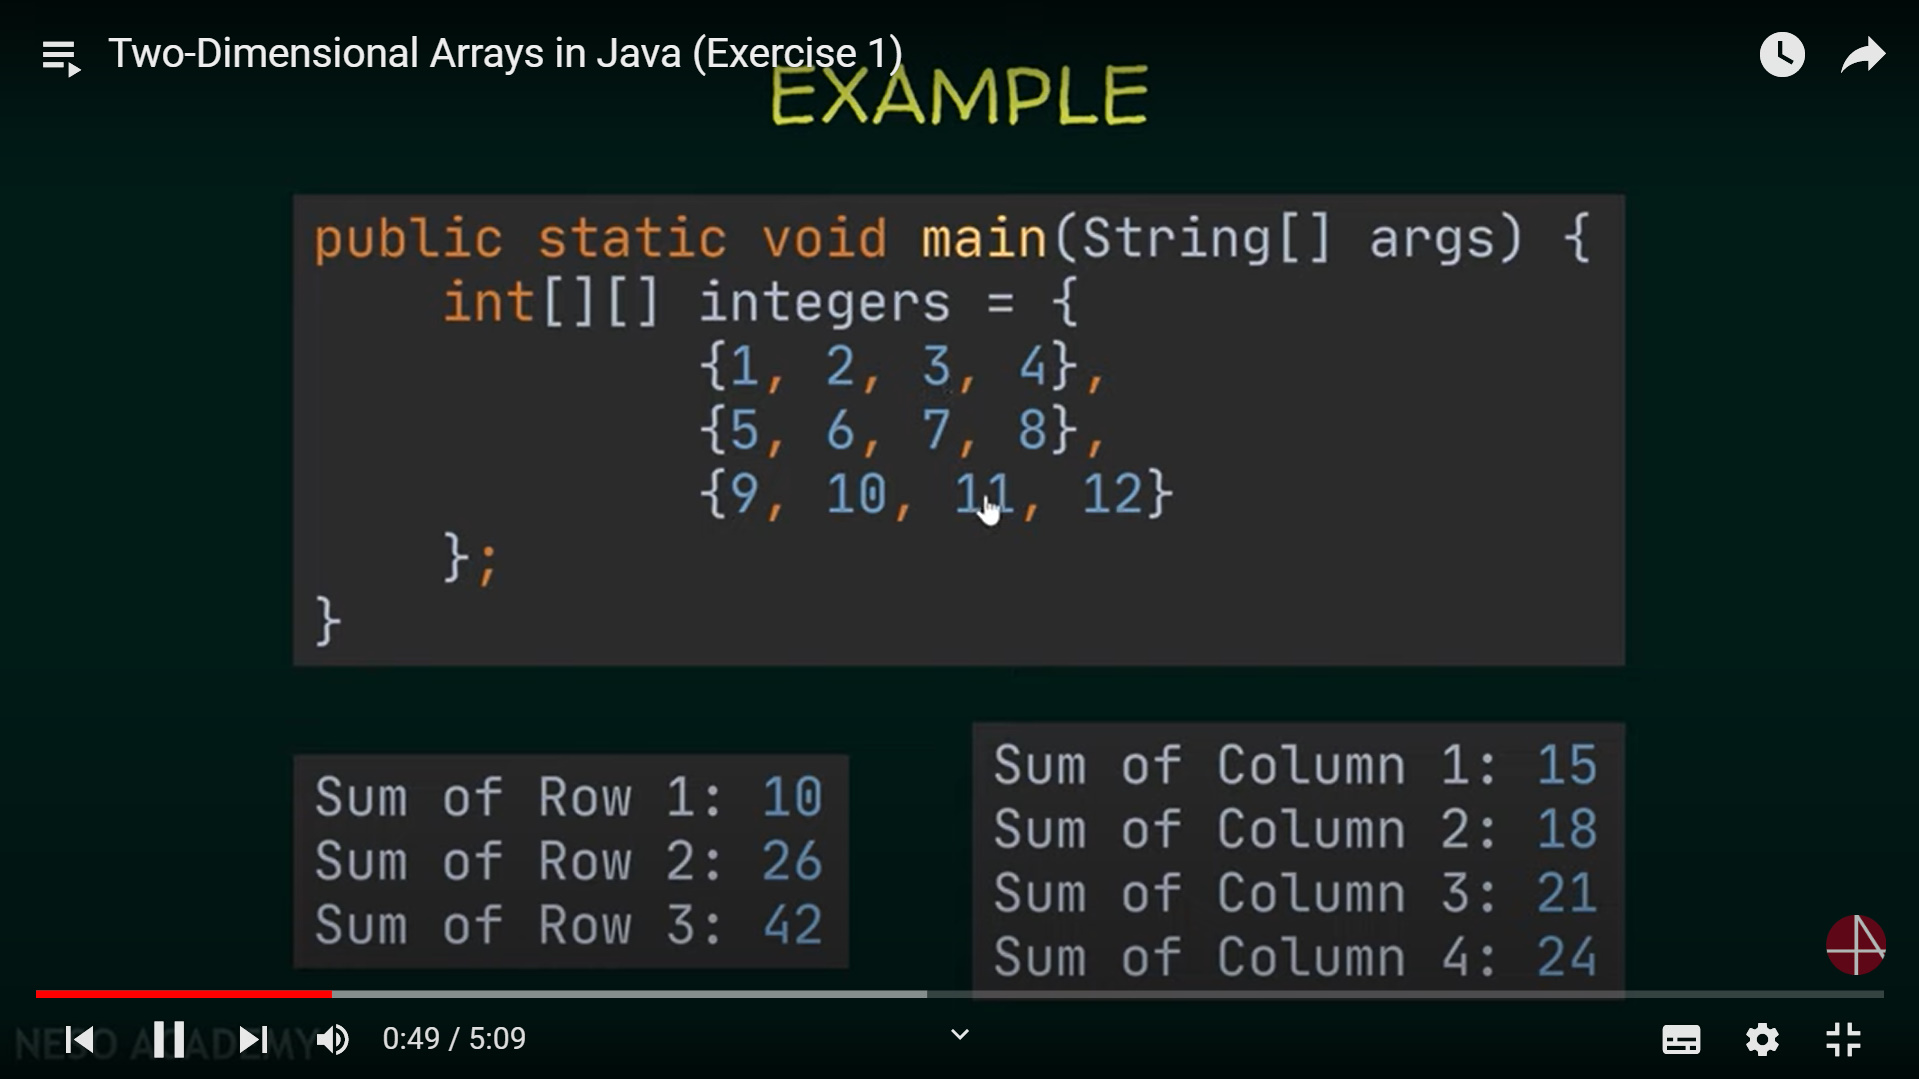 Two-Dimensional Arrays in Java (Exercise 1)
EXAMPLE
public static void main(String[] args) {
int[][] integers = {
{1, 2, 3, 4},
{5, 6, 7, 8},
{9, 10, 11, 12}
};
}
Sum of Row 1: 10
Sum of Row 2: 26
Sum of Row 3: 42
Sum of Column 1: 15
Sum of Column 2: 18
Sum of Column 3: 21
Sum of Column 4: 24
NESO ACADEMY
0:49 / 5:09